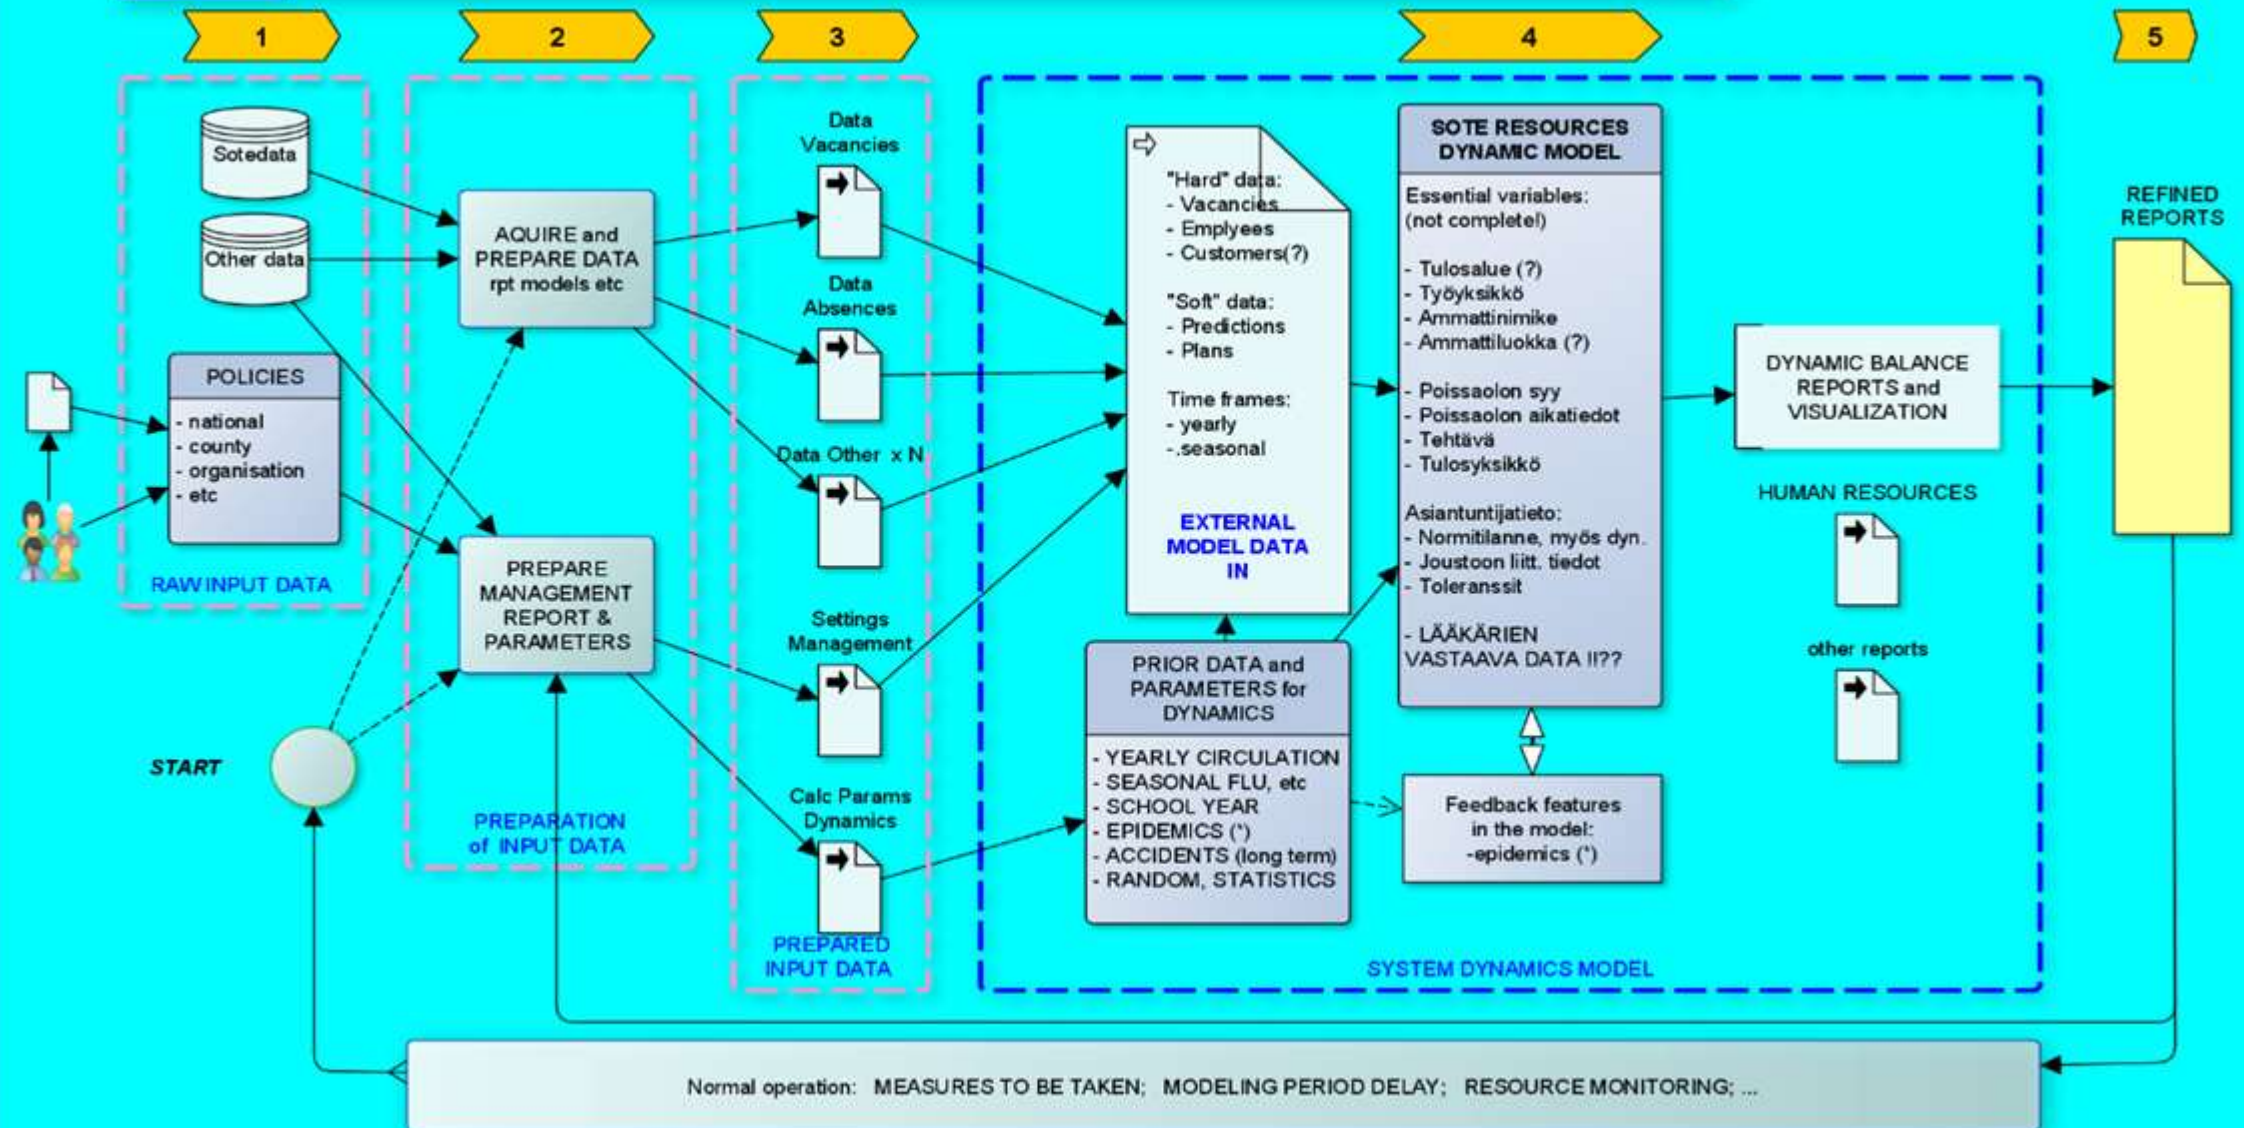 1
2
3
4
5
Sotedata
Other data
POLICIES
- national
- county
- organisation
- etc
RAW INPUT DATA
START
AQUIRE and
PREPARE DATA
rpt models etc
PREPARE
MANAGEMENT
REPORT &
PARAMETERS
PREPARATION
of INPUT DATA
Data
Vacancies
Data
Absences
Data Other x N
Settings
Management
Calc Params
Dynamics
PREPARED
INPUT DATA
"Hard" data:
- Vacancies
- Emplyees
- Customers(?)
"Soft" data:
- Predictions
- Plans
Time frames:
- yearly
-.seasonal
EXTERNAL
MODEL DATA
IN
PRIOR DATA and
PARAMETERS for
DYNAMICS
- YEARLY CIRCULATION
- SEASONAL FLU, etc
- SCHOOL YEAR
- EPIDEMICS (*)
- ACCIDENTS (long term)
- RANDOM, STATISTICS
SOTE RESOURCES
DYNAMIC MODEL
Essential variables:
(not complete!)
- Tulosalue (?)
- Työyksikkö
- Ammattinimike
- Ammattiluokka (?)
- Poissaolon syy
- Poissaolon aikatiedot
- Tehtävä
- Tulosyksikkö
Asiantuntijatieto:
- Normitilanne, myös dyn.
- Joustoon liitt. tiedot
- Toleranssit
- LÄÄKÄRIEN
VASTAAVA DATA !!??
Feedback features
in the model:
-epidemics (*)
SYSTEM DYNAMICS MODEL
DYNAMIC BALANCE
REPORTS and
VISUALIZATION
HUMAN RESOURCES
other reports
REFINED
REPORTS
Normal operation: MEASURES TO BE TAKEN; MODELING PERIOD DELAY; RESOURCE MONITORING; ...